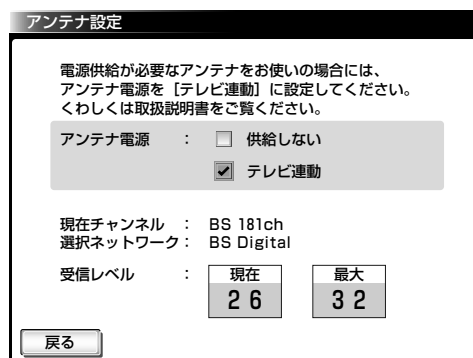 アンテナ設定
電源供給が必要なアンテナをお使いの場合には、
アンテナ電源を［テレビ連動］に設定してください。
くわしくは取扱説明書をご覧ください。
アンテナ電源 ： 供給しない
テレビ連動
現在チャンネル ： BS 181ch
選択ネットワーク： BS Digital
受信レベル ： 現在 最大
２６ ３２
戻る